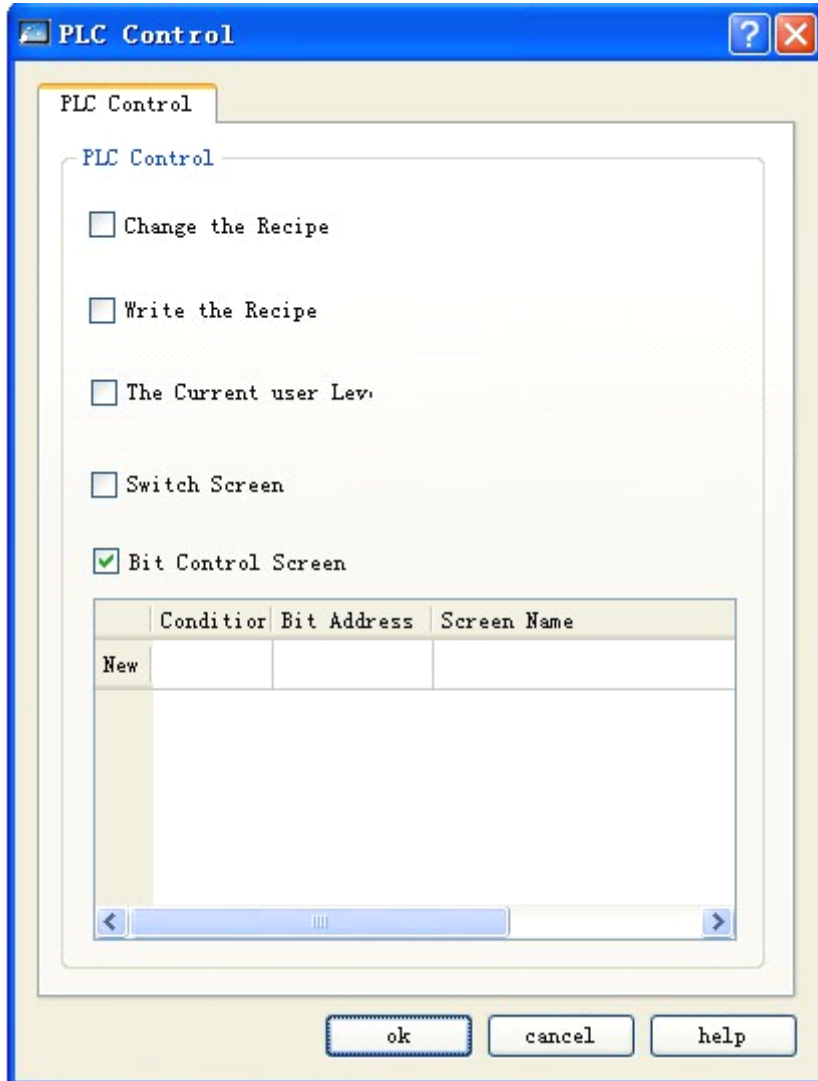 PLC Control
PLC Control
PLC Control
Change the Recipe
Write the Recipe
The Current user Lev
Switch Screen
Bit Control Screen
Condition Bit Address Screen Name
New
ok cancel help